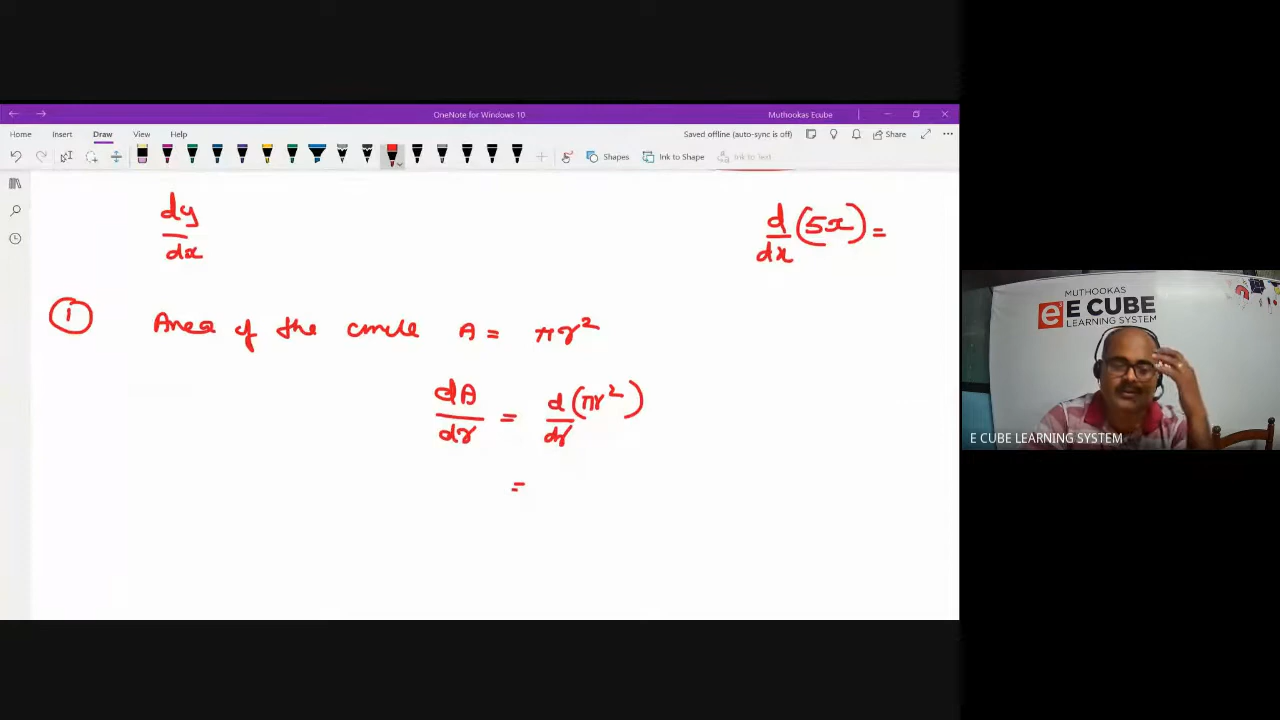 OneNote for Windows 10
Muthookas Ecube
Home Insert Draw View Help
Saved offline (auto-sync is off)
Share
Shapes
Ink to Shape
Ink to Text
dy/dx
d/dx (5x) =
① Area of the circle A = πr²
dA/dr = d/dr (πr²)
=
MUTHOOKAS
e³ E CUBE
LEARNING SYSTEM
E CUBE LEARNING SYSTEM